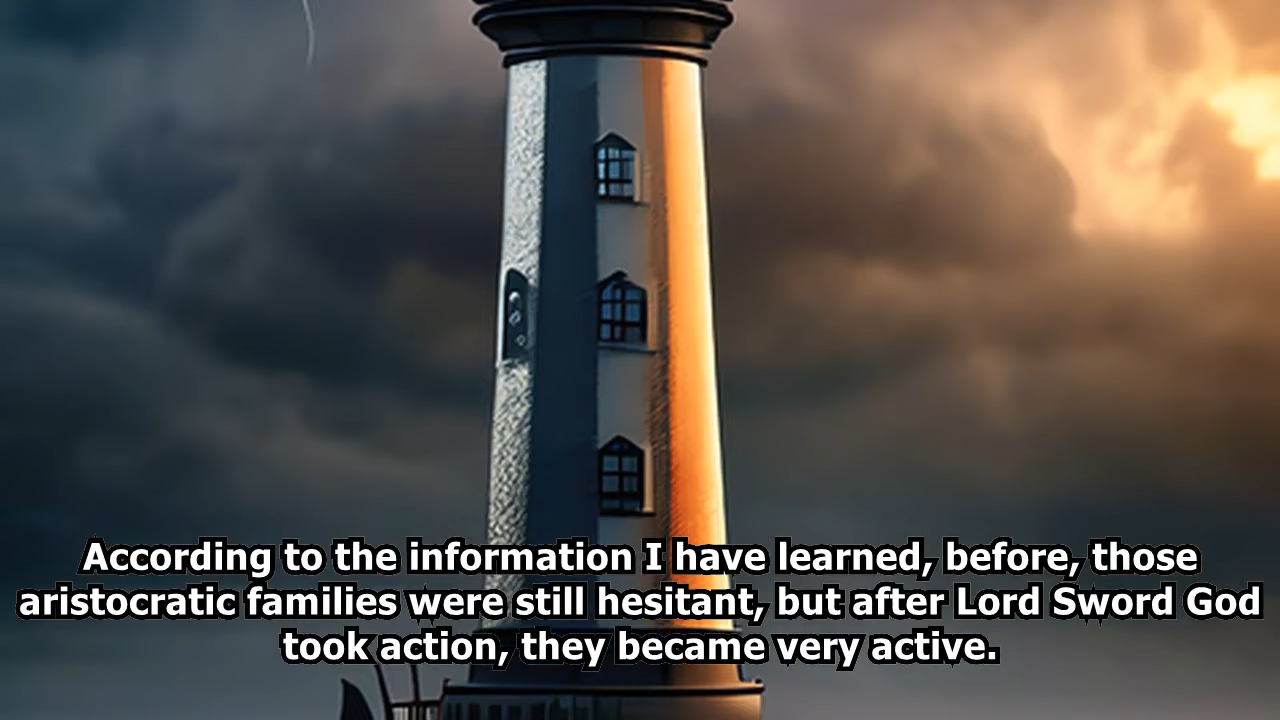 According to the information I have learned, before, those
aristocratic families were still hesitant, but after Lord Sword God
took action, they became very active.